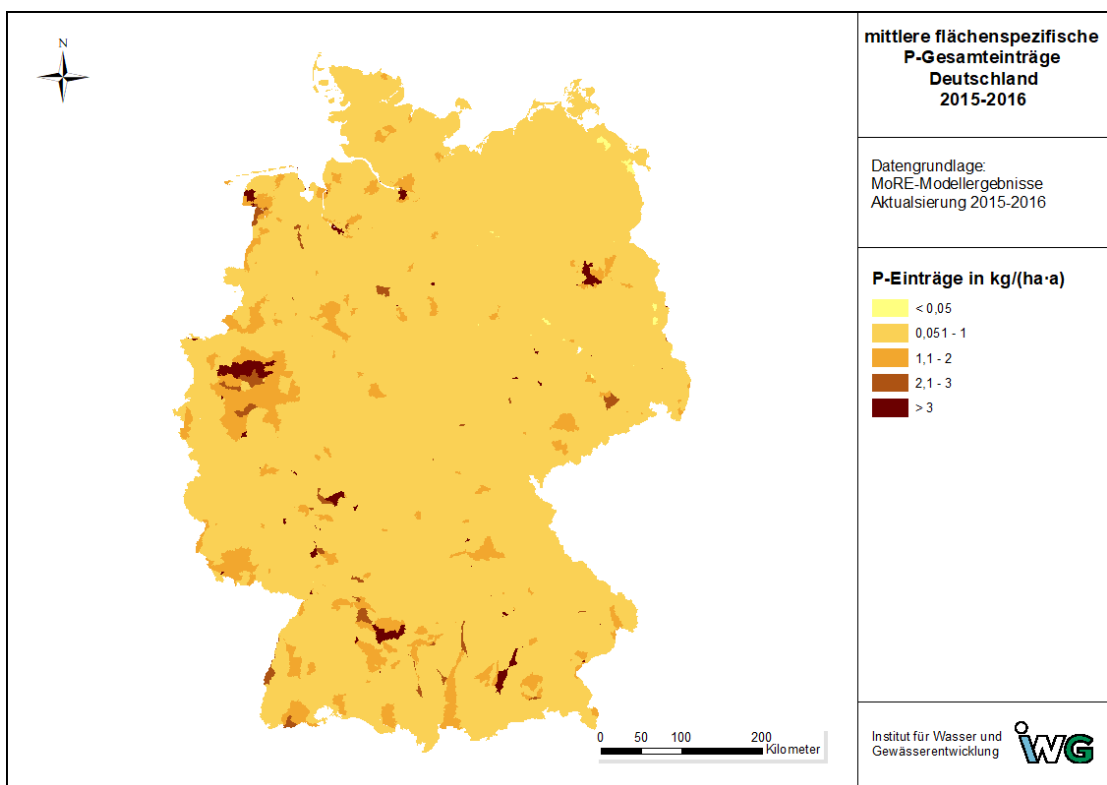 N
mittlere flächenspezifische
P-Gesamteinträge
Deutschland
2015-2016
Datengrundlage:
MoRE-Modellergebnisse
Aktualsierung 2015-2016
P-Einträge in kg/(ha·a)
< 0,05
0,051 - 1
1,1 - 2
2,1 - 3
> 3
0 50 100 200
Kilometer
Institut für Wasser und
Gewässerentwicklung
iWG